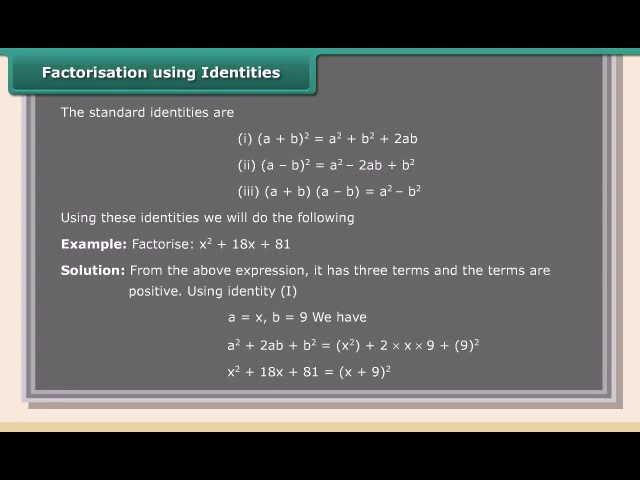 Factorisation using Identities
The standard identities are
(i) (a + b)² = a² + b² + 2ab
(ii) (a – b)² = a² – 2ab + b²
(iii) (a + b) (a – b) = a² – b²
Using these identities we will do the following
Example: Factorise: x² + 18x + 81
Solution: From the above expression, it has three terms and the terms are
positive. Using identity (I)
a = x, b = 9 We have
a² + 2ab + b² = (x²) + 2 × x × 9 + (9)²
x² + 18x + 81 = (x + 9)²